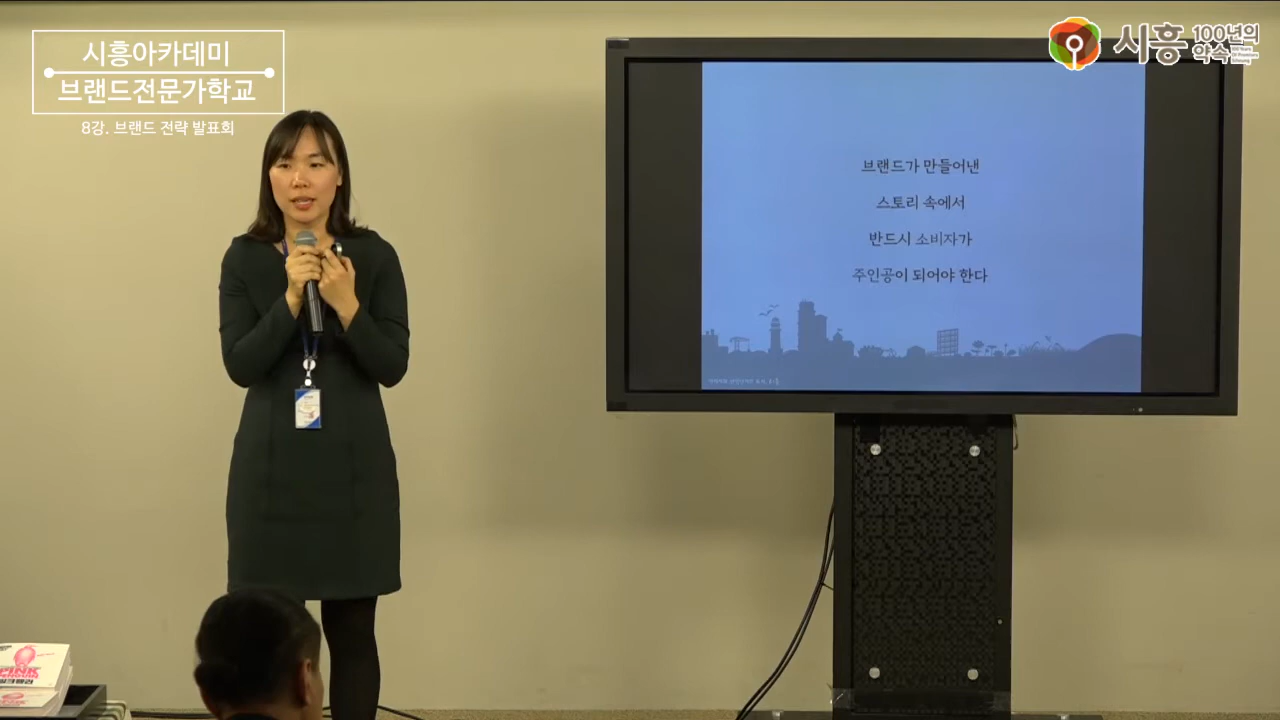 시흥아카데미
브랜드전문가학교
8강. 브랜드 전략 발표회
시흥
100년의
약속
브랜드가 만들어낸
스토리 속에서
반드시 소비자가
주인공이 되어야 한다
PINK